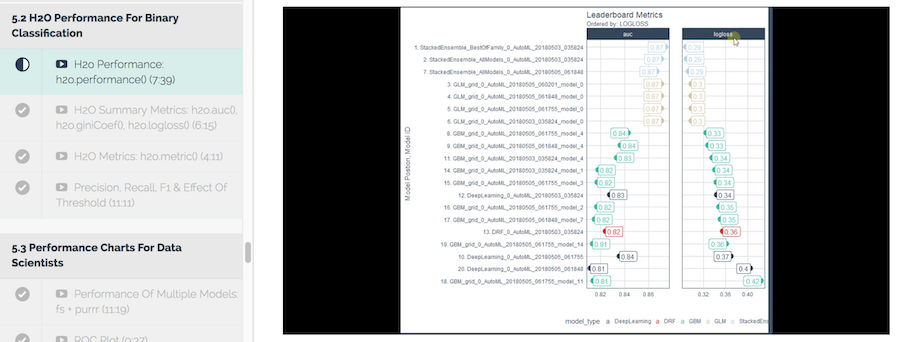 5.2 H2O Performance For Binary
Classification
H2o Performance:
h2o.performance() (7:39)
H2O Summary Metrics: h2o.auc(),
h2o.giniCoef(), h2o.logloss() (6:15)
H2O Metrics: h2o.metric() (4:11)
Precision, Recall, F1 & Effect Of
Threshold (11:11)
5.3 Performance Charts For Data
Scientists
Performance Of Multiple Models:
fs + purrr (11:19)
ROC Plot (9:37)
Leaderboard Metrics
Ordered by: LOGLOSS
auc logloss
1. StackedEnsemble_BestOfFamily_0_AutoML_20180503_035824 0.87 0.29
2. StackedEnsemble_AllModels_0_AutoML_20180503_035824 0.87 0.29
7. StackedEnsemble_AllModels_0_AutoML_20180505_061848 0.87 0.29
3. GLM_grid_0_AutoML_20180505_060201_model_0 0.87 0.3
4. GLM_grid_0_AutoML_20180505_061848_model_0 0.87 0.3
5. GLM_grid_0_AutoML_20180505_061755_model_0 0.87 0.3
6. GLM_grid_0_AutoML_20180503_035824_model_0 0.87 0.3
8. GBM_grid_0_AutoML_20180505_061755_model_4 0.84 0.33
9. GBM_grid_0_AutoML_20180505_061848_model_4 0.84 0.33
11. GBM_grid_0_AutoML_20180503_035824_model_4 0.83 0.34
14. GBM_grid_0_AutoML_20180503_035824_model_1 0.82 0.34
15. GBM_grid_0_AutoML_20180505_061755_model_3 0.82 0.34
12. DeepLearning_0_AutoML_20180503_035824 0.83 0.34
16. GBM_grid_0_AutoML_20180505_061755_model_2 0.82 0.35
17. GBM_grid_0_AutoML_20180505_061848_model_7 0.82 0.35
13. DRF_0_AutoML_20180503_035824 0.82 0.36
19. GBM_grid_0_AutoML_20180505_061755_model_14 0.81 0.36
10. DeepLearning_0_AutoML_20180505_061755 0.84 0.37
20. DeepLearning_0_AutoML_20180505_061848 0.81 0.4
18. GBM_grid_0_AutoML_20180505_061755_model_11 0.81 0.42
Model Postion, Model ID
0.82 0.84 0.86 0.32 0.36 0.40
model_type a DeepLearning a DRF a GBM a GLM a StackedEns